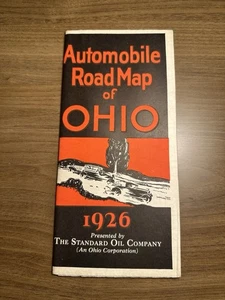 Automobile
Road Map
of
OHIO
1926
Presented by
THE STANDARD OIL COMPANY
(An Ohio Corporation)